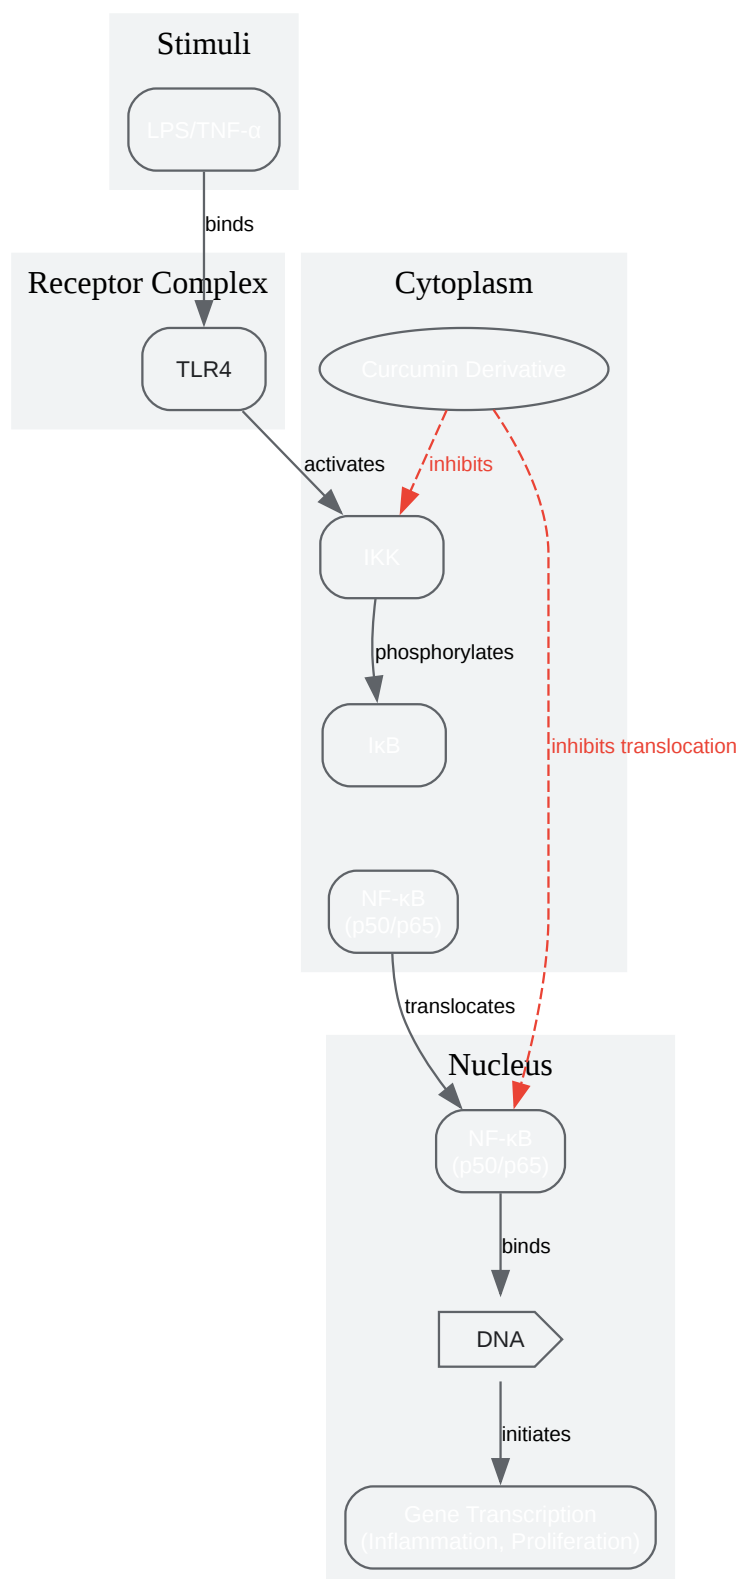 Stimuli
LPS/TNF-α
binds
Receptor Complex
Cytoplasm
TLR4
Curcumin Derivative
activates
inhibits
IKK
phosphorylates
IκB
inhibits translocation
NF-κB
(p50/p65)
translocates
Nucleus
NF-κB
(p50/p65)
binds
DNA
initiates
Gene Transcription
(Inflammation, Proliferation)